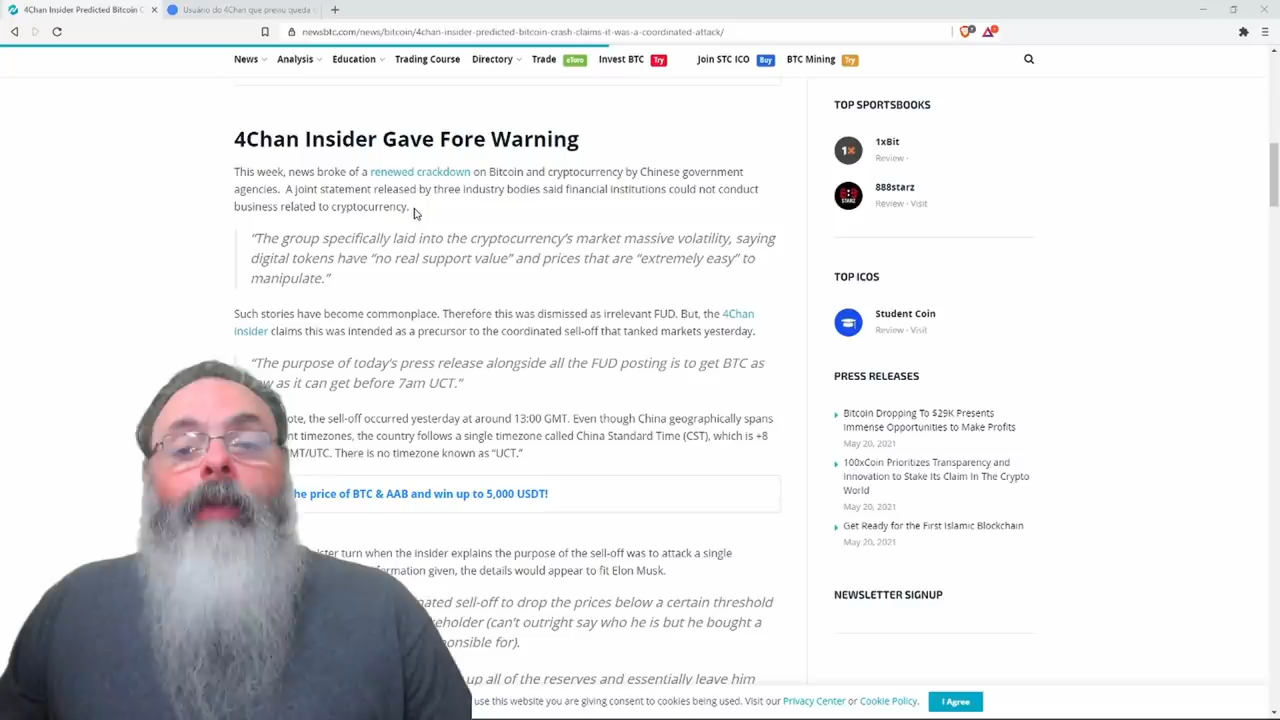 4Chan Insider Predicted Bitcoin C
Usuário do 4Chan que previu queda
newsbtc.com/news/bitcoin/4chan-insider-predicted-bitcoin-crash-claims-it-was-a-coordinated-attack/
News Analysis Education Trading Course Directory Trade eToro Invest BTC Try Join STC ICO Buy BTC Mining Try
4Chan Insider Gave Fore Warning
This week, news broke of a renewed crackdown on Bitcoin and cryptocurrency by Chinese government
agencies. A joint statement released by three industry bodies said financial institutions could not conduct
business related to cryptocurrency.
“The group specifically laid into the cryptocurrency’s market massive volatility, saying
digital tokens have “no real support value” and prices that are “extremely easy” to
manipulate.”
Such stories have become commonplace. Therefore this was dismissed as irrelevant FUD. But, the 4Chan
insider claims this was intended as a precursor to the coordinated sell-off that tanked markets yesterday.
“The purpose of today’s press release alongside all the FUD posting is to get BTC as
as it can get before 7am UCT.”
ote, the sell-off occurred yesterday at around 13:00 GMT. Even though China geographically spans
nt timezones, the country follows a single timezone called China Standard Time (CST), which is +8
MT/UTC. There is no timezone known as “UCT.”
he price of BTC & AAB and win up to 5,000 USDT!
ister turn when the insider explains the purpose of the sell-off was to attack a single
formation given, the details would appear to fit Elon Musk.
nated sell-off to drop the prices below a certain threshold
keholder (can’t outright say who he is but he bought a
ponsible for).
up all of the reserves and essentially leave him
TOP SPORTSBOOKS
1xBit
Review -
888starz
Review - Visit
TOP ICOS
Student Coin
Review - Visit
PRESS RELEASES
Bitcoin Dropping To $29K Presents
Immense Opportunities to Make Profits
May 20, 2021
100xCoin Prioritizes Transparency and
Innovation to Stake Its Claim In The Crypto
World
May 20, 2021
Get Ready for the First Islamic Blockchain
May 20, 2021
NEWSLETTER SIGNUP
use this website you are giving consent to cookies being used. Visit our Privacy Center or Cookie Policy.
I Agree